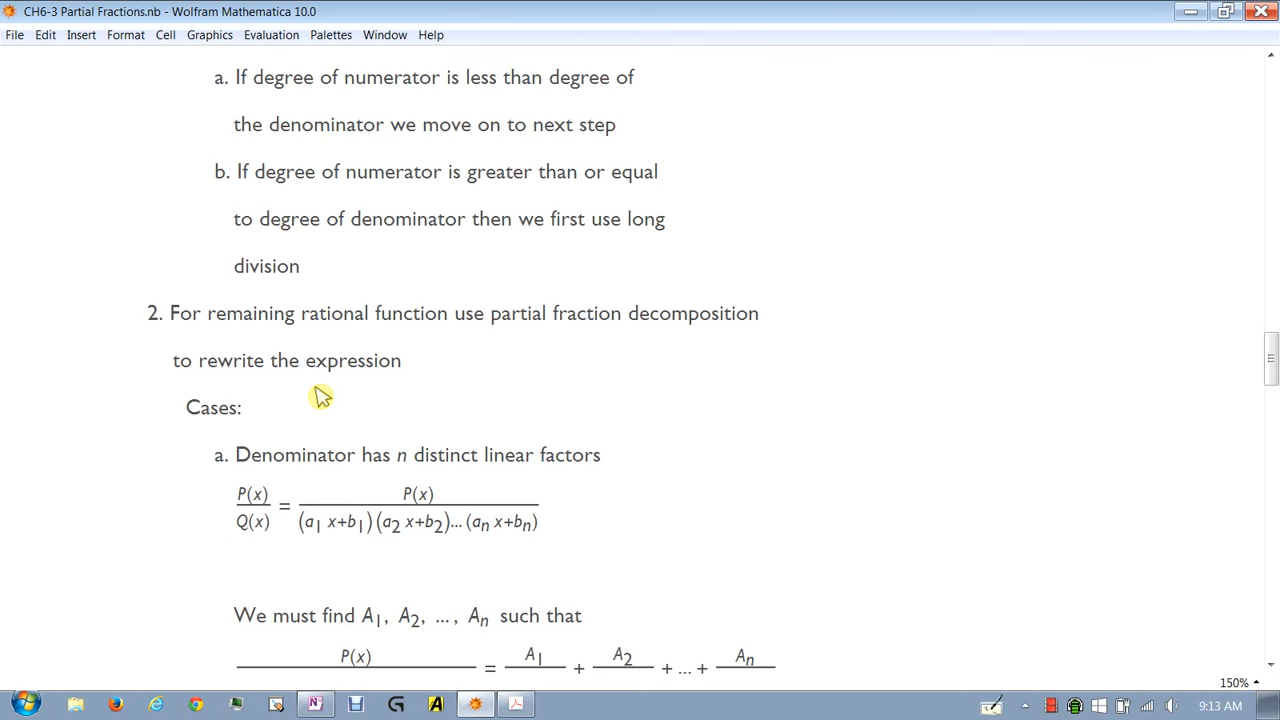 CH6-3 Partial Fractions.nb - Wolfram Mathematica 10.0
File Edit Insert Format Cell Graphics Evaluation Palettes Window Help
a. If degree of numerator is less than degree of
the denominator we move on to next step
b. If degree of numerator is greater than or equal
to degree of denominator then we first use long
division
2. For remaining rational function use partial fraction decomposition
to rewrite the expression
Cases:
a. Denominator has n distinct linear factors
P(x)/Q(x) = P(x)/((a₁ x+b₁)(a₂ x+b₂)...(aₙ x+bₙ))
We must find A₁, A₂, ..., Aₙ such that
P(x) = A₁ + A₂ + ... + Aₙ
150%
9:13 AM